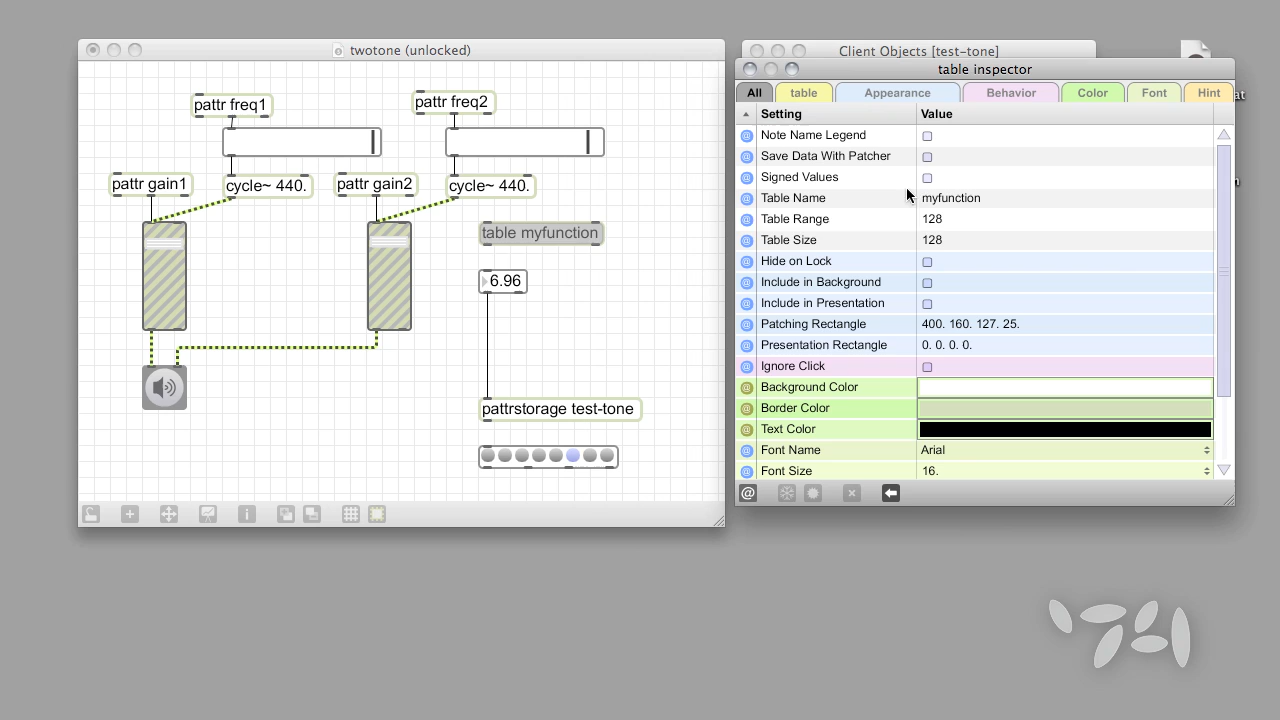 twotone (unlocked)
pattr freq1
pattr freq2
pattr gain1
cycle~ 440.
pattr gain2
cycle~ 440.
table myfunction
6.96
pattrstorage test-tone
Client Objects [test-tone]
table inspector
All table Appearance Behavior Color Font Hint
Setting Value
Note Name Legend
Save Data With Patcher
Signed Values
Table Name myfunction
Table Range 128
Table Size 128
Hide on Lock
Include in Background
Include in Presentation
Patching Rectangle 400. 160. 127. 25.
Presentation Rectangle 0. 0. 0. 0.
Ignore Click
Background Color
Border Color
Text Color
Font Name Arial
Font Size 16.
at